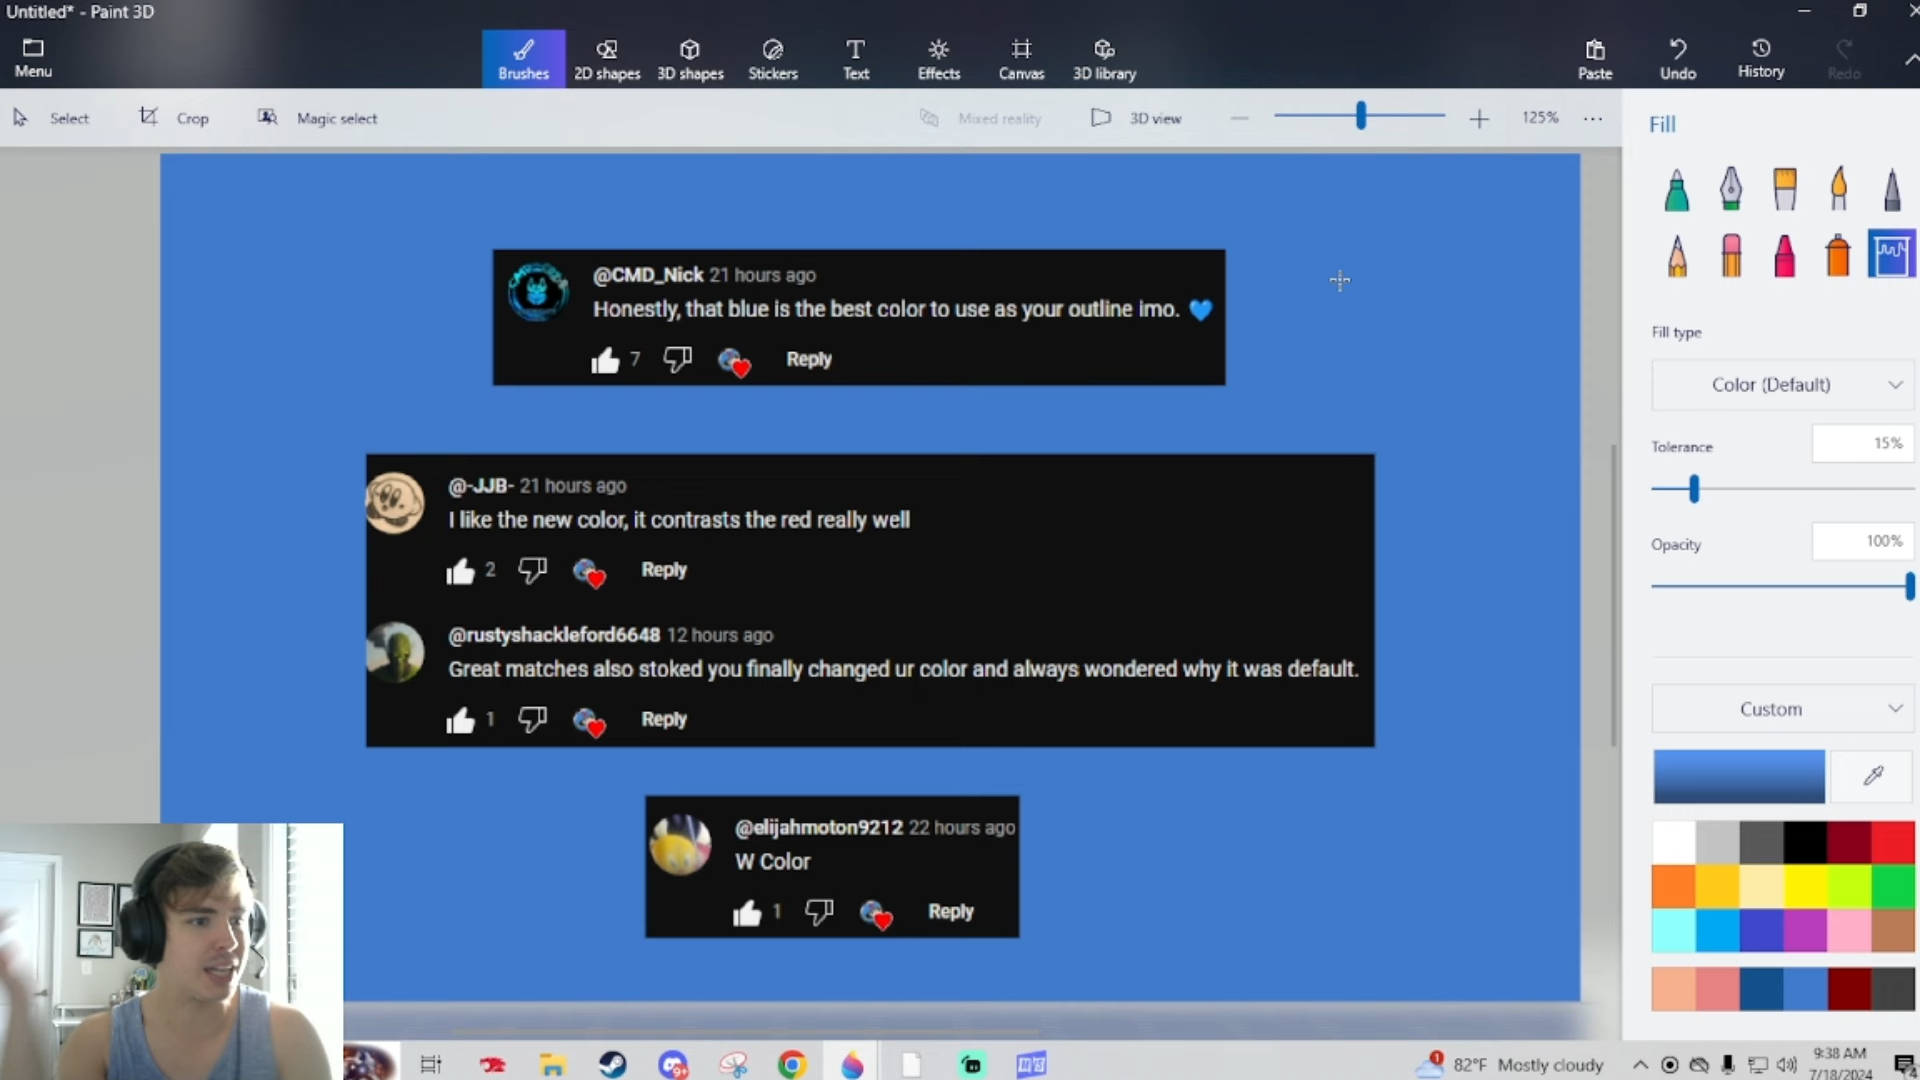 Untitled* - Paint 3D
Menu
Brushes
2D shapes
3D shapes
Stickers
Text
Effects
Canvas
3D library
Paste
Undo
History
Redo
Select
Crop
Magic select
Mixed reality
3D view
125%
Fill
@CMD_Nick 21 hours ago
Honestly, that blue is the best color to use as your outline imo. 💙
7
Reply
Fill type
Color (Default)
Tolerance
15%
Opacity
100%
@-JJB- 21 hours ago
I like the new color, it contrasts the red really well
2
Reply
@rustyshackleford6648 12 hours ago
Great matches also stoked you finally changed ur color and always wondered why it was default.
1
Reply
Custom
@elijahmoton9212 22 hours ago
W Color
1
Reply
9+
1
82°F Mostly cloudy
9:38 AM
7/18/2024
4